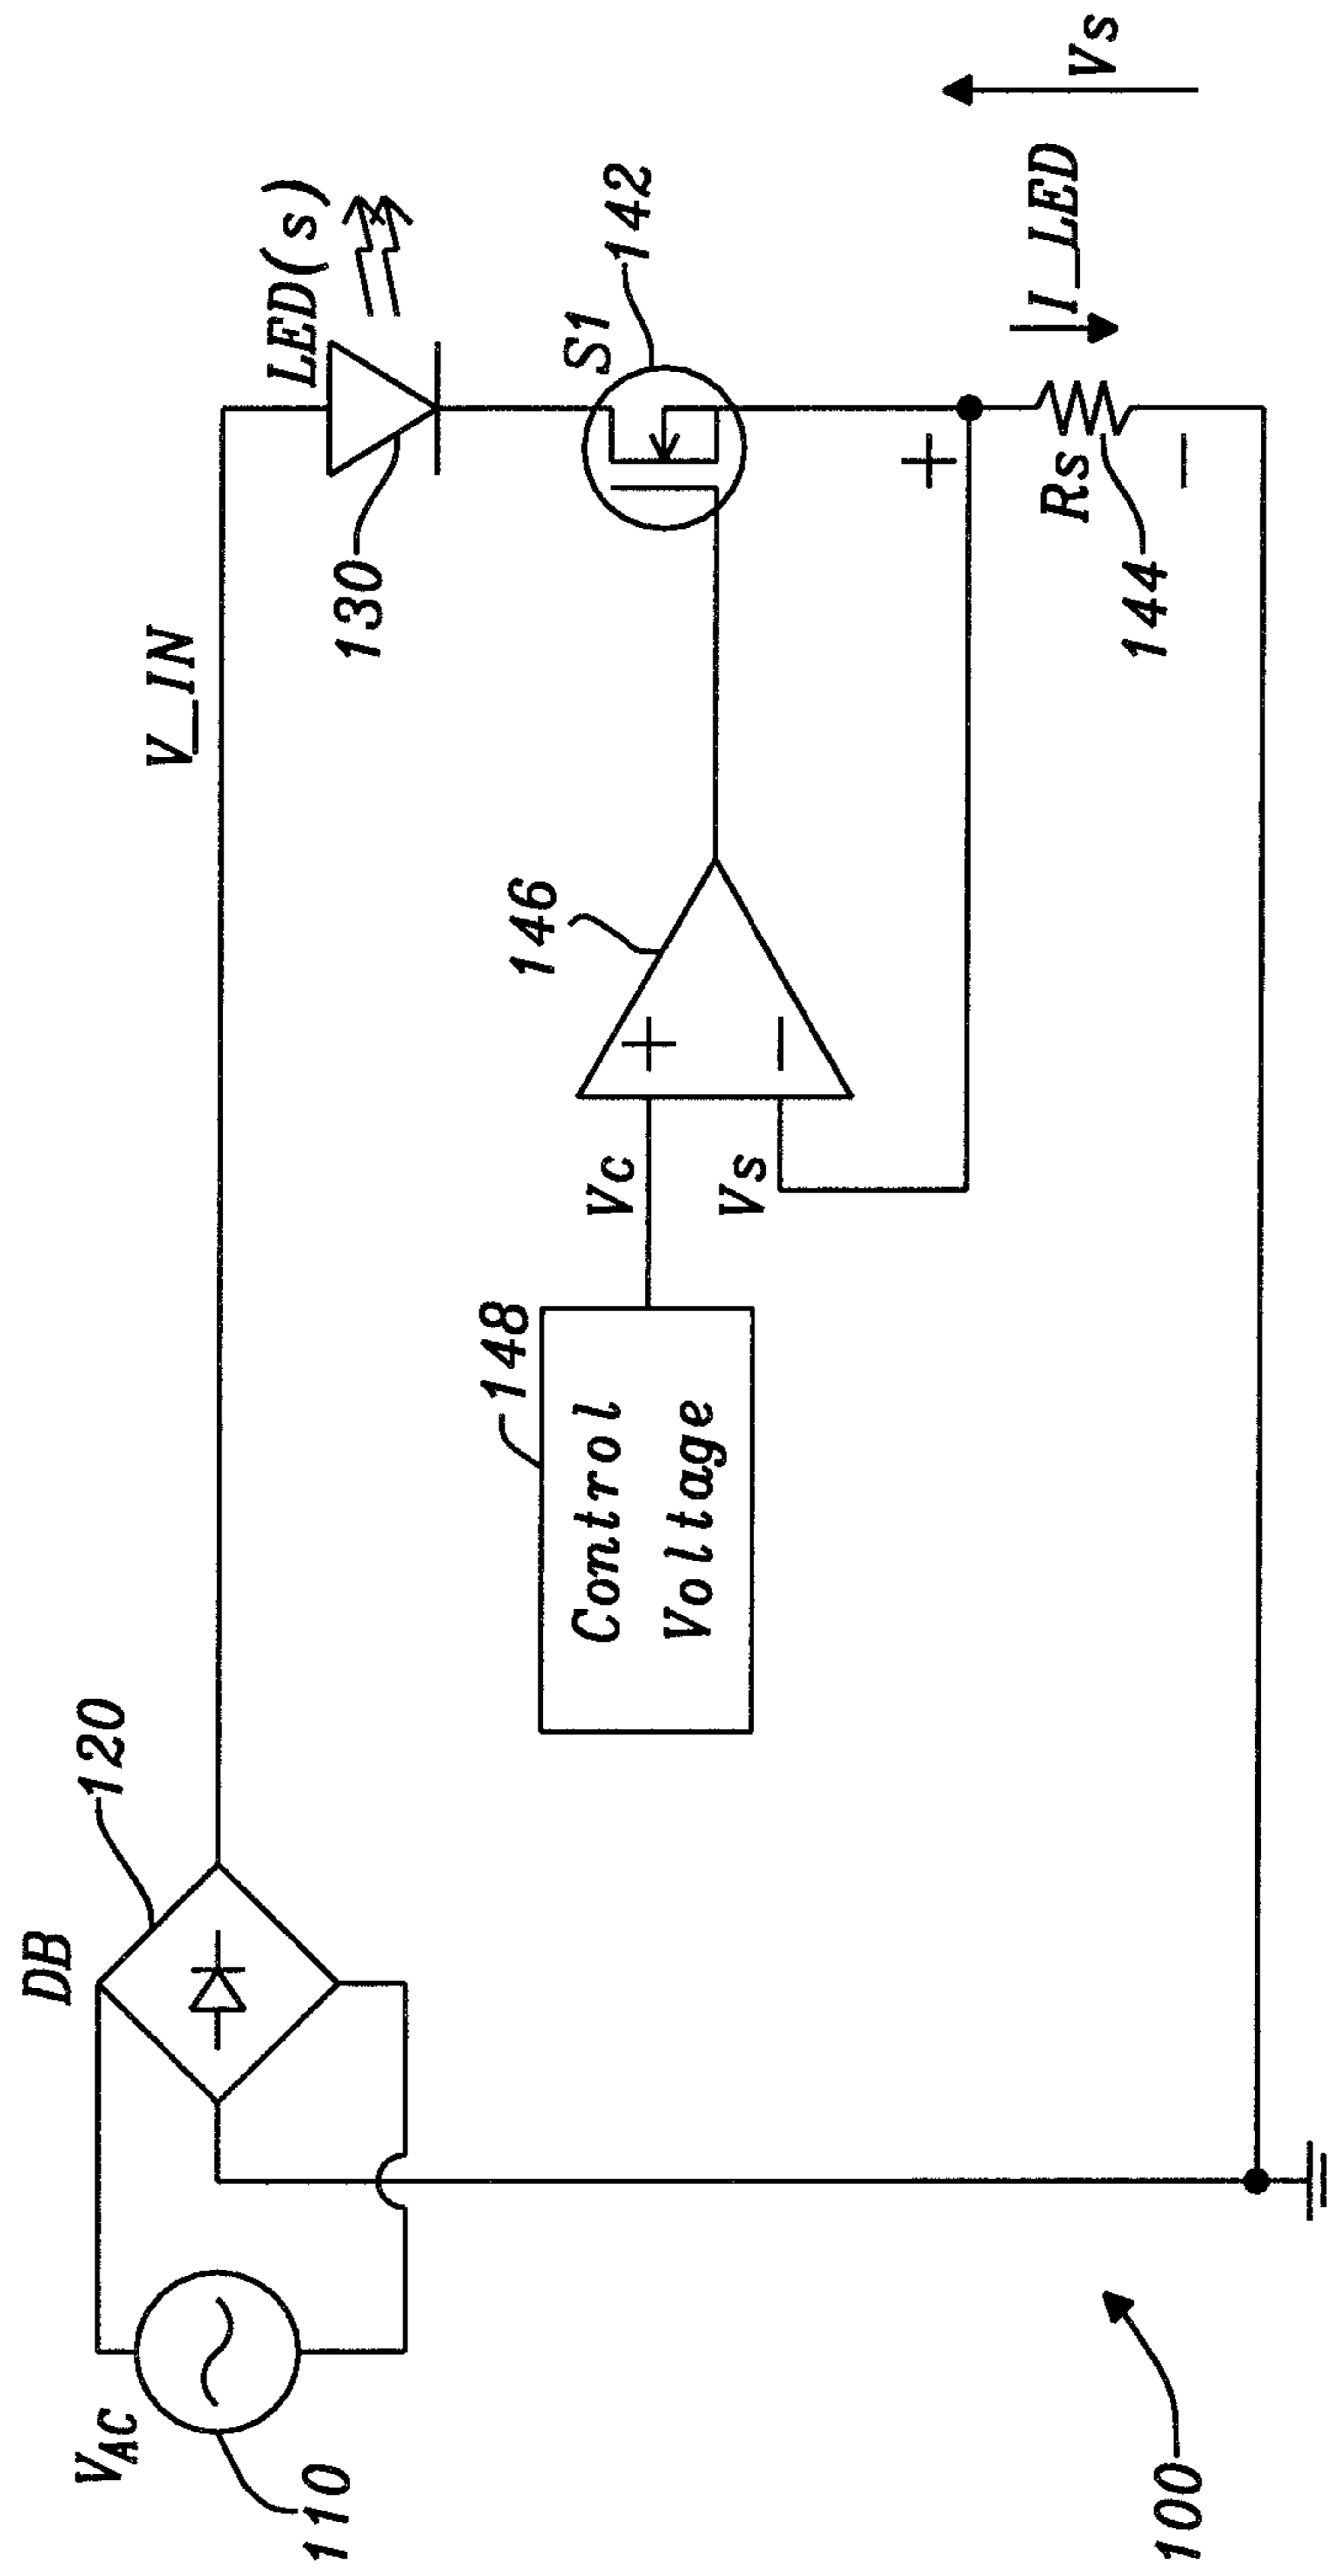 DB
120
V_IN
LED(s)
VAC
110
130
S1
142
148
Control
Voltage
Vc
Vs
146
+
−
+
Rs
144
−
I_LED
Vs
100